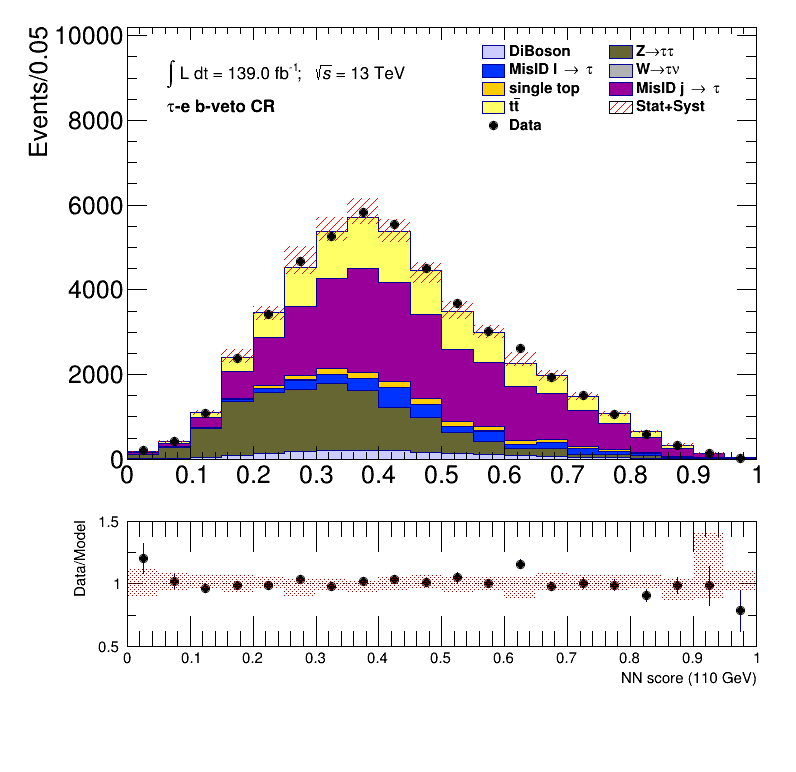 10000
8000
6000
4000
2000
0
Events/0.05
∫ L dt = 139.0 fb⁻¹; √s = 13 TeV
τ-e b-veto CR
DiBoson
MisID l → τ
single top
tt̄
Data
Z→ττ
W→τν
MisID j → τ
Stat+Syst
0 0.1 0.2 0.3 0.4 0.5 0.6 0.7 0.8 0.9 1
1.5
1
0.5
Data/Model
0 0.1 0.2 0.3 0.4 0.5 0.6 0.7 0.8 0.9 1
NN score (110 GeV)